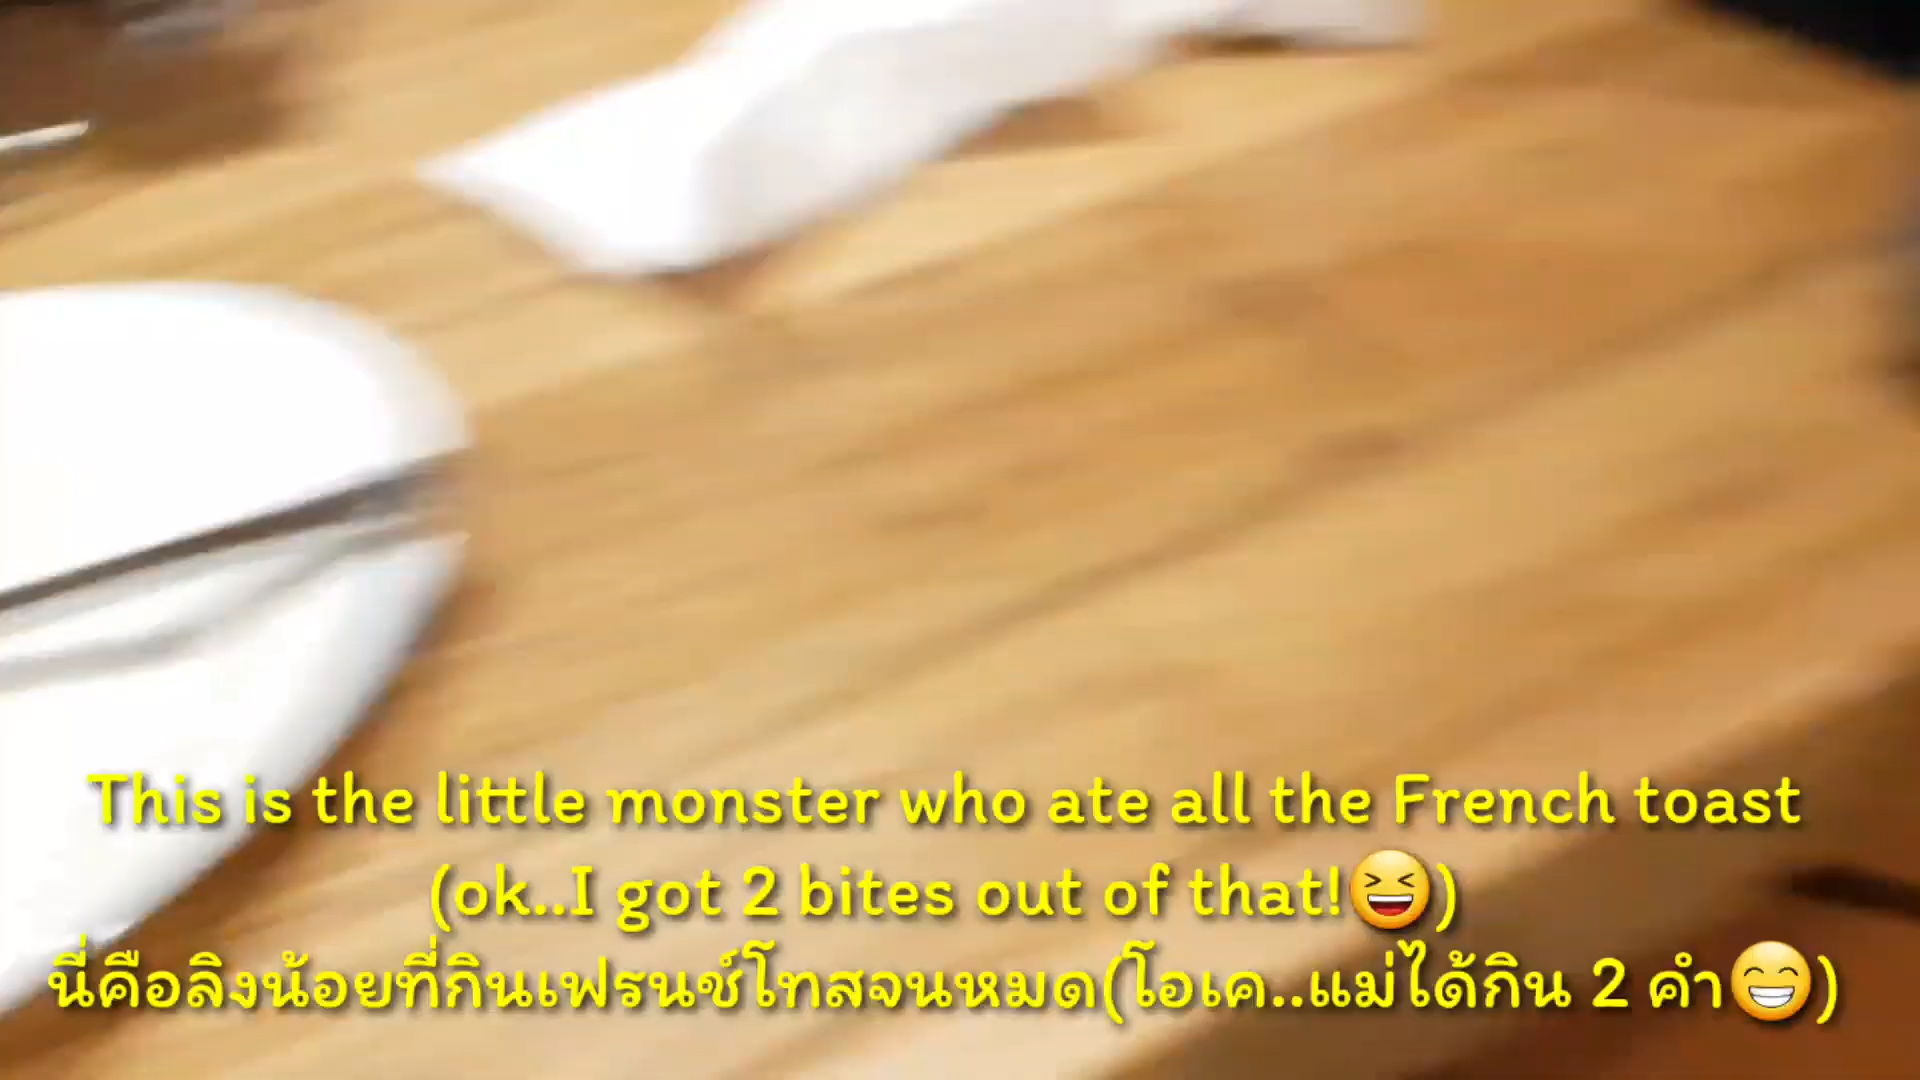 This is the little monster who ate all the French toast
(ok..I got 2 bites out of that!😆)
นี่คือลิงน้อยที่กินเฟรนช์โทสจนหมด(โอเค..แม่ได้กิน 2 คำ😁)